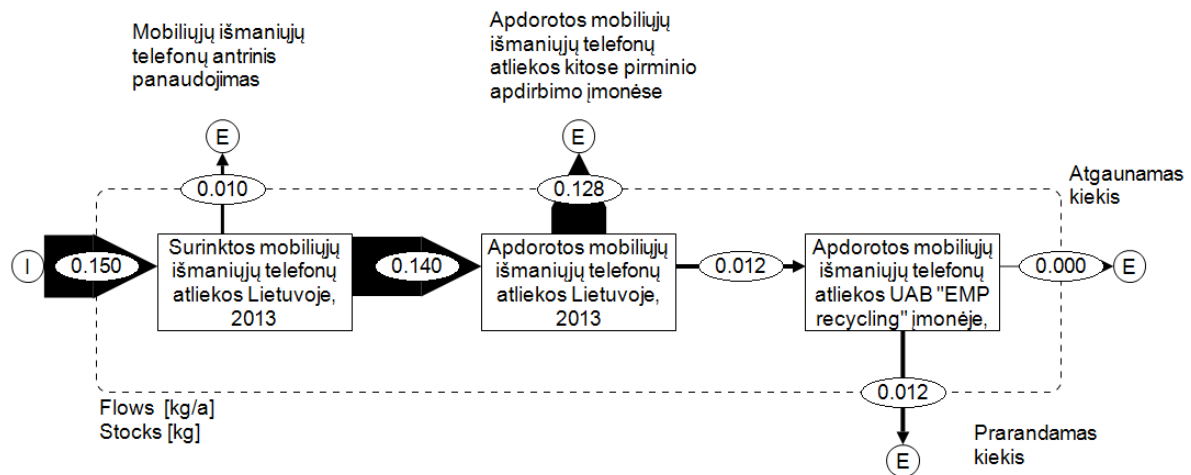 Mobiliųjų išmaniųjų
telefonų antrinis
panaudojimas
Apdorotos mobiliųjų
išmaniųjų telefonų
atliekos kitose pirminio
apdirbimo įmonėse
E
E
0.010
0.128
Atgaunamas
kiekis
I
0.150
Surinktos mobiliųjų
išmaniųjų telefonų
atliekos Lietuvoje,
2013
0.140
Apdorotos mobiliųjų
išmaniųjų telefonų
atliekos Lietuvoje,
2013
0.012
Apdorotos mobiliųjų
išmaniųjų telefonų
atliekos UAB "EMP
recycling" įmonėje,
0.000
E
0.012
Flows [kg/a]
Stocks [kg]
E
Prarandamas
kiekis